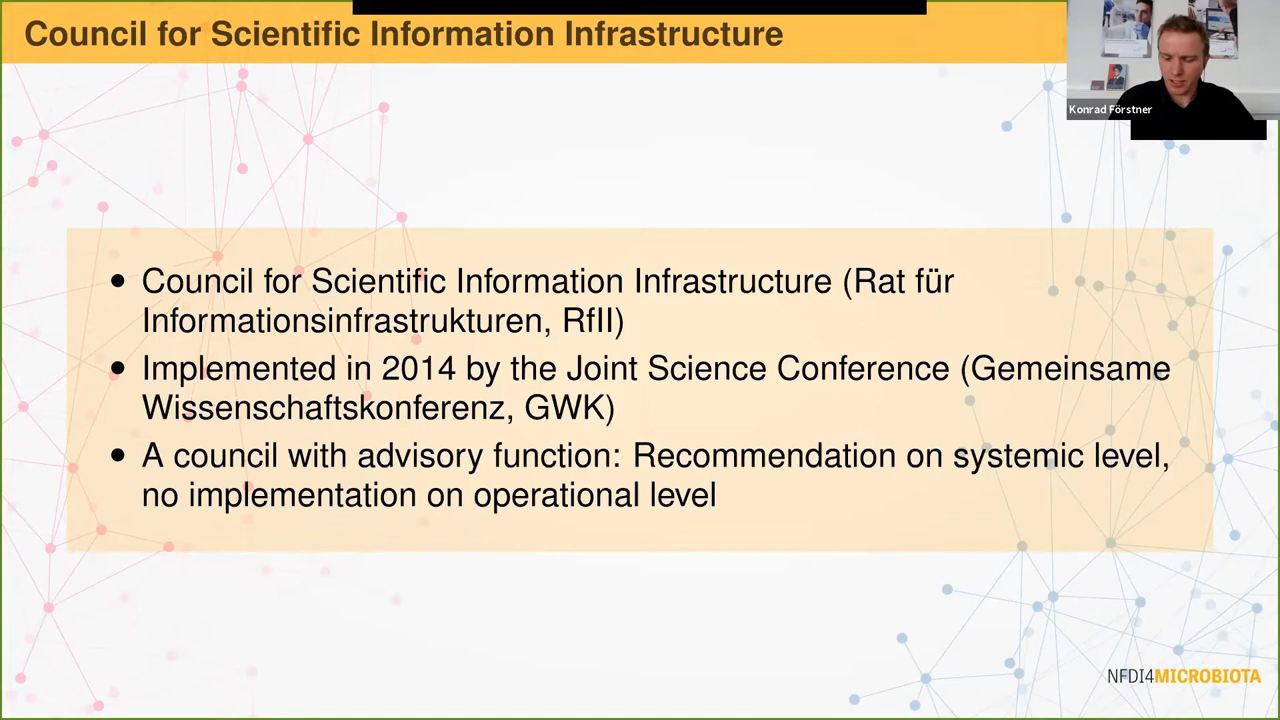 Council for Scientific Information Infrastructure
Konrad Förstner
• Council for Scientific Information Infrastructure (Rat für
Informationsinfrastrukturen, RfII)
• Implemented in 2014 by the Joint Science Conference (Gemeinsame
Wissenschaftskonferenz, GWK)
• A council with advisory function: Recommendation on systemic level,
no implementation on operational level
NFDI4MICROBIOTA